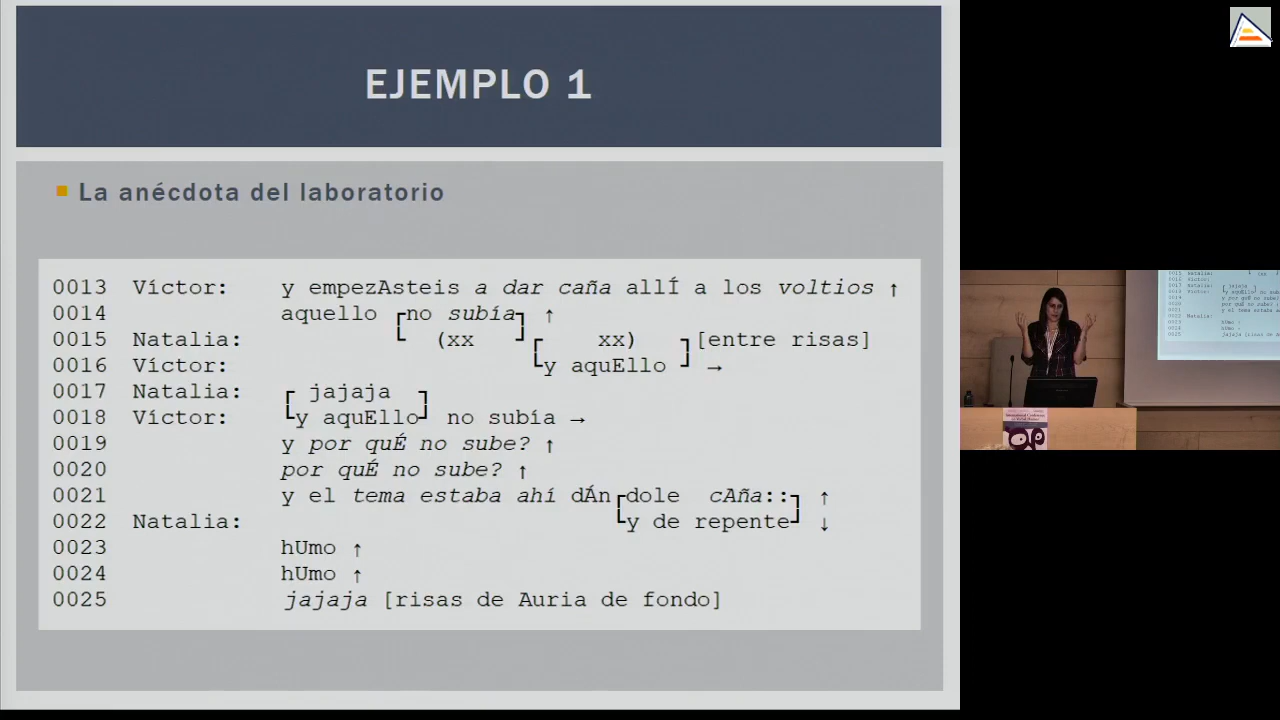 EJEMPLO 1
La anécdota del laboratorio
0013 Víctor: y empezAsteis a dar caña allÍ a los voltios ↑
0014 aquello ┌no subía┐ ↑
0015 Natalia: └ (xx ┘┌ xx) ┐[entre risas]
0016 Víctor: └y aquEllo ┘ →
0017 Natalia: ┌ jajaja ┐
0018 Víctor: └y aquEllo┘ no subía →
0019 y por quÉ no sube? ↑
0020 por quÉ no sube? ↑
0021 y el tema estaba ahí dÁn┌dole cAña::┐ ↑
0022 Natalia: └y de repente┘ ↓
0023 hUmo ↑
0024 hUmo ↑
0025 jajaja [risas de Auria de fondo]